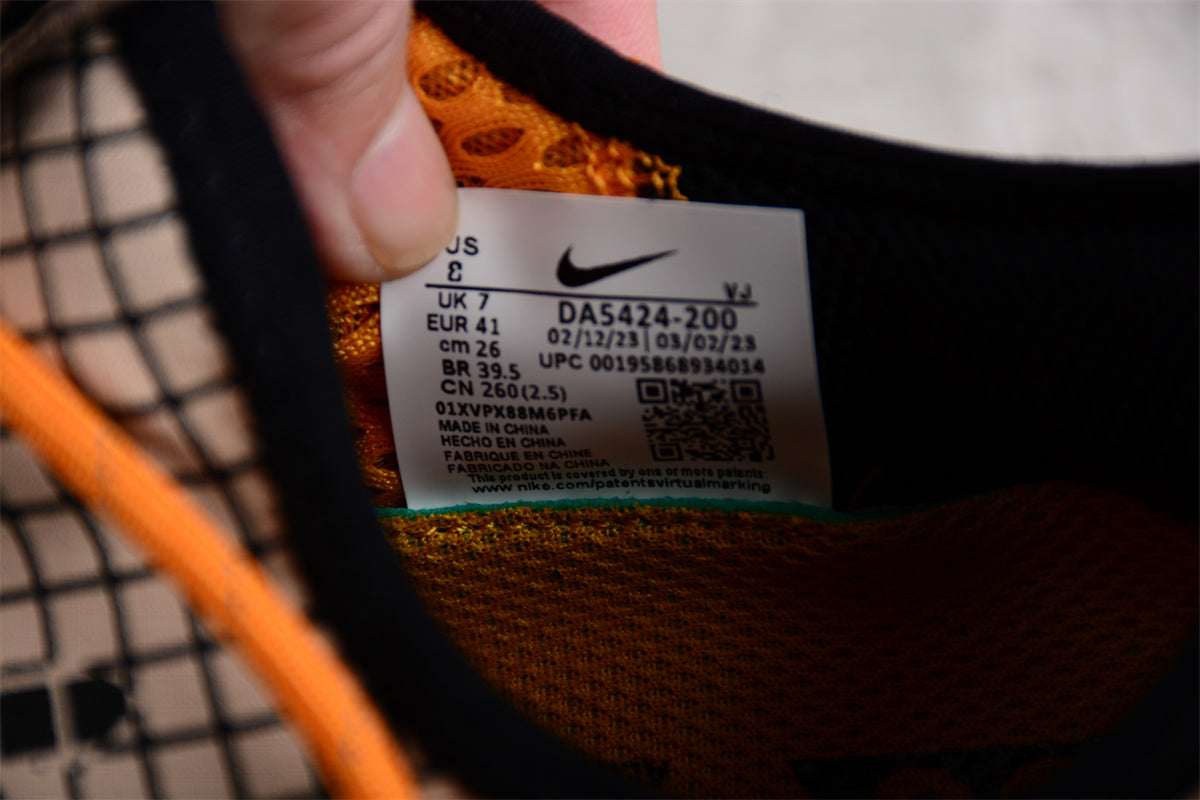 US
8
VJ
UK 7
DA5424-200
EUR 41
02/12/23 | 03/02/23
cm 26
UPC 00195868934014
BR 39.5
CN 260(2.5)
01XVPX88M6PFA
MADE IN CHINA
HECHO EN CHINA
FABRIQUE EN CHINE
FABRICADO NA CHINA
This product is covered by one or more patents:
www.nike.com/patentsvirtualmarking